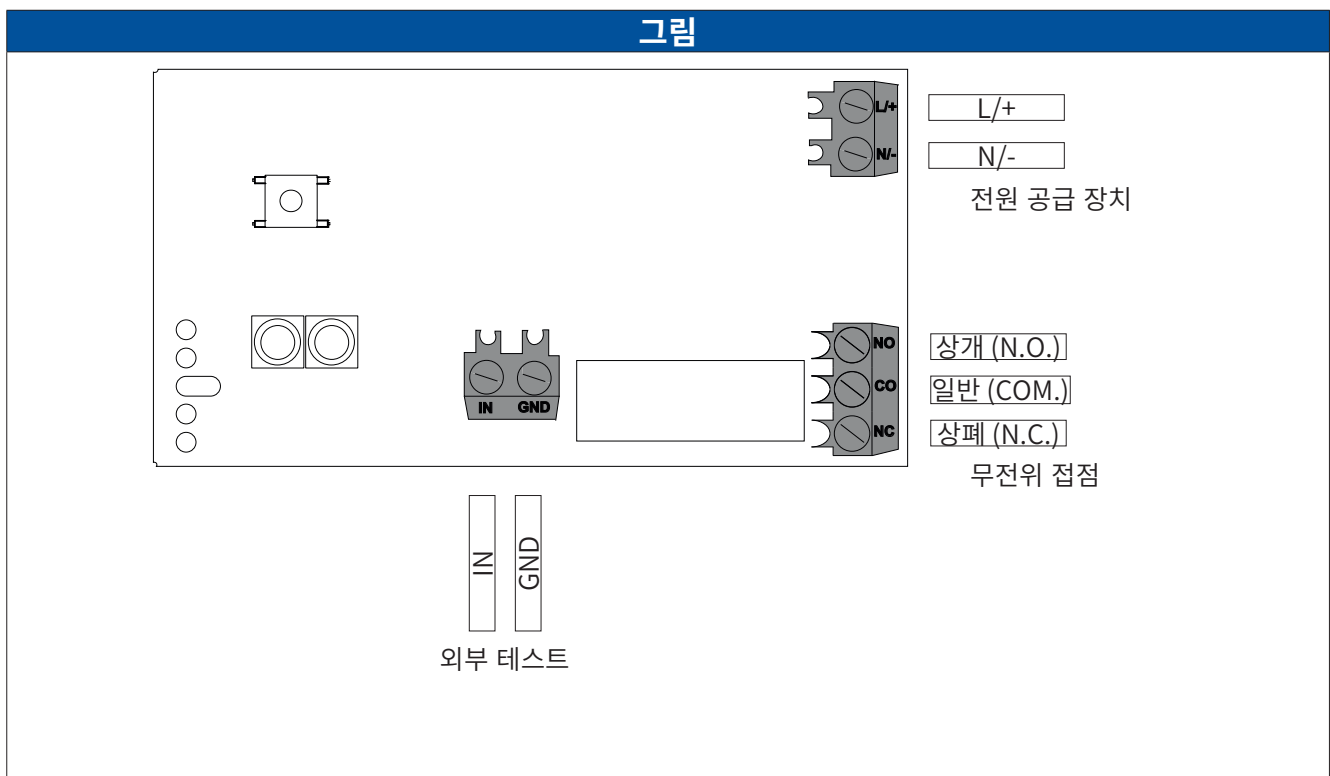 그림
L/+
L/+
N/-
N/-
전원 공급 장치
NO
상개 (N.O.)
CO
일반 (COM.)
NC
상폐 (N.C.)
무전위 접점
IN GND
IN
GND
외부 테스트